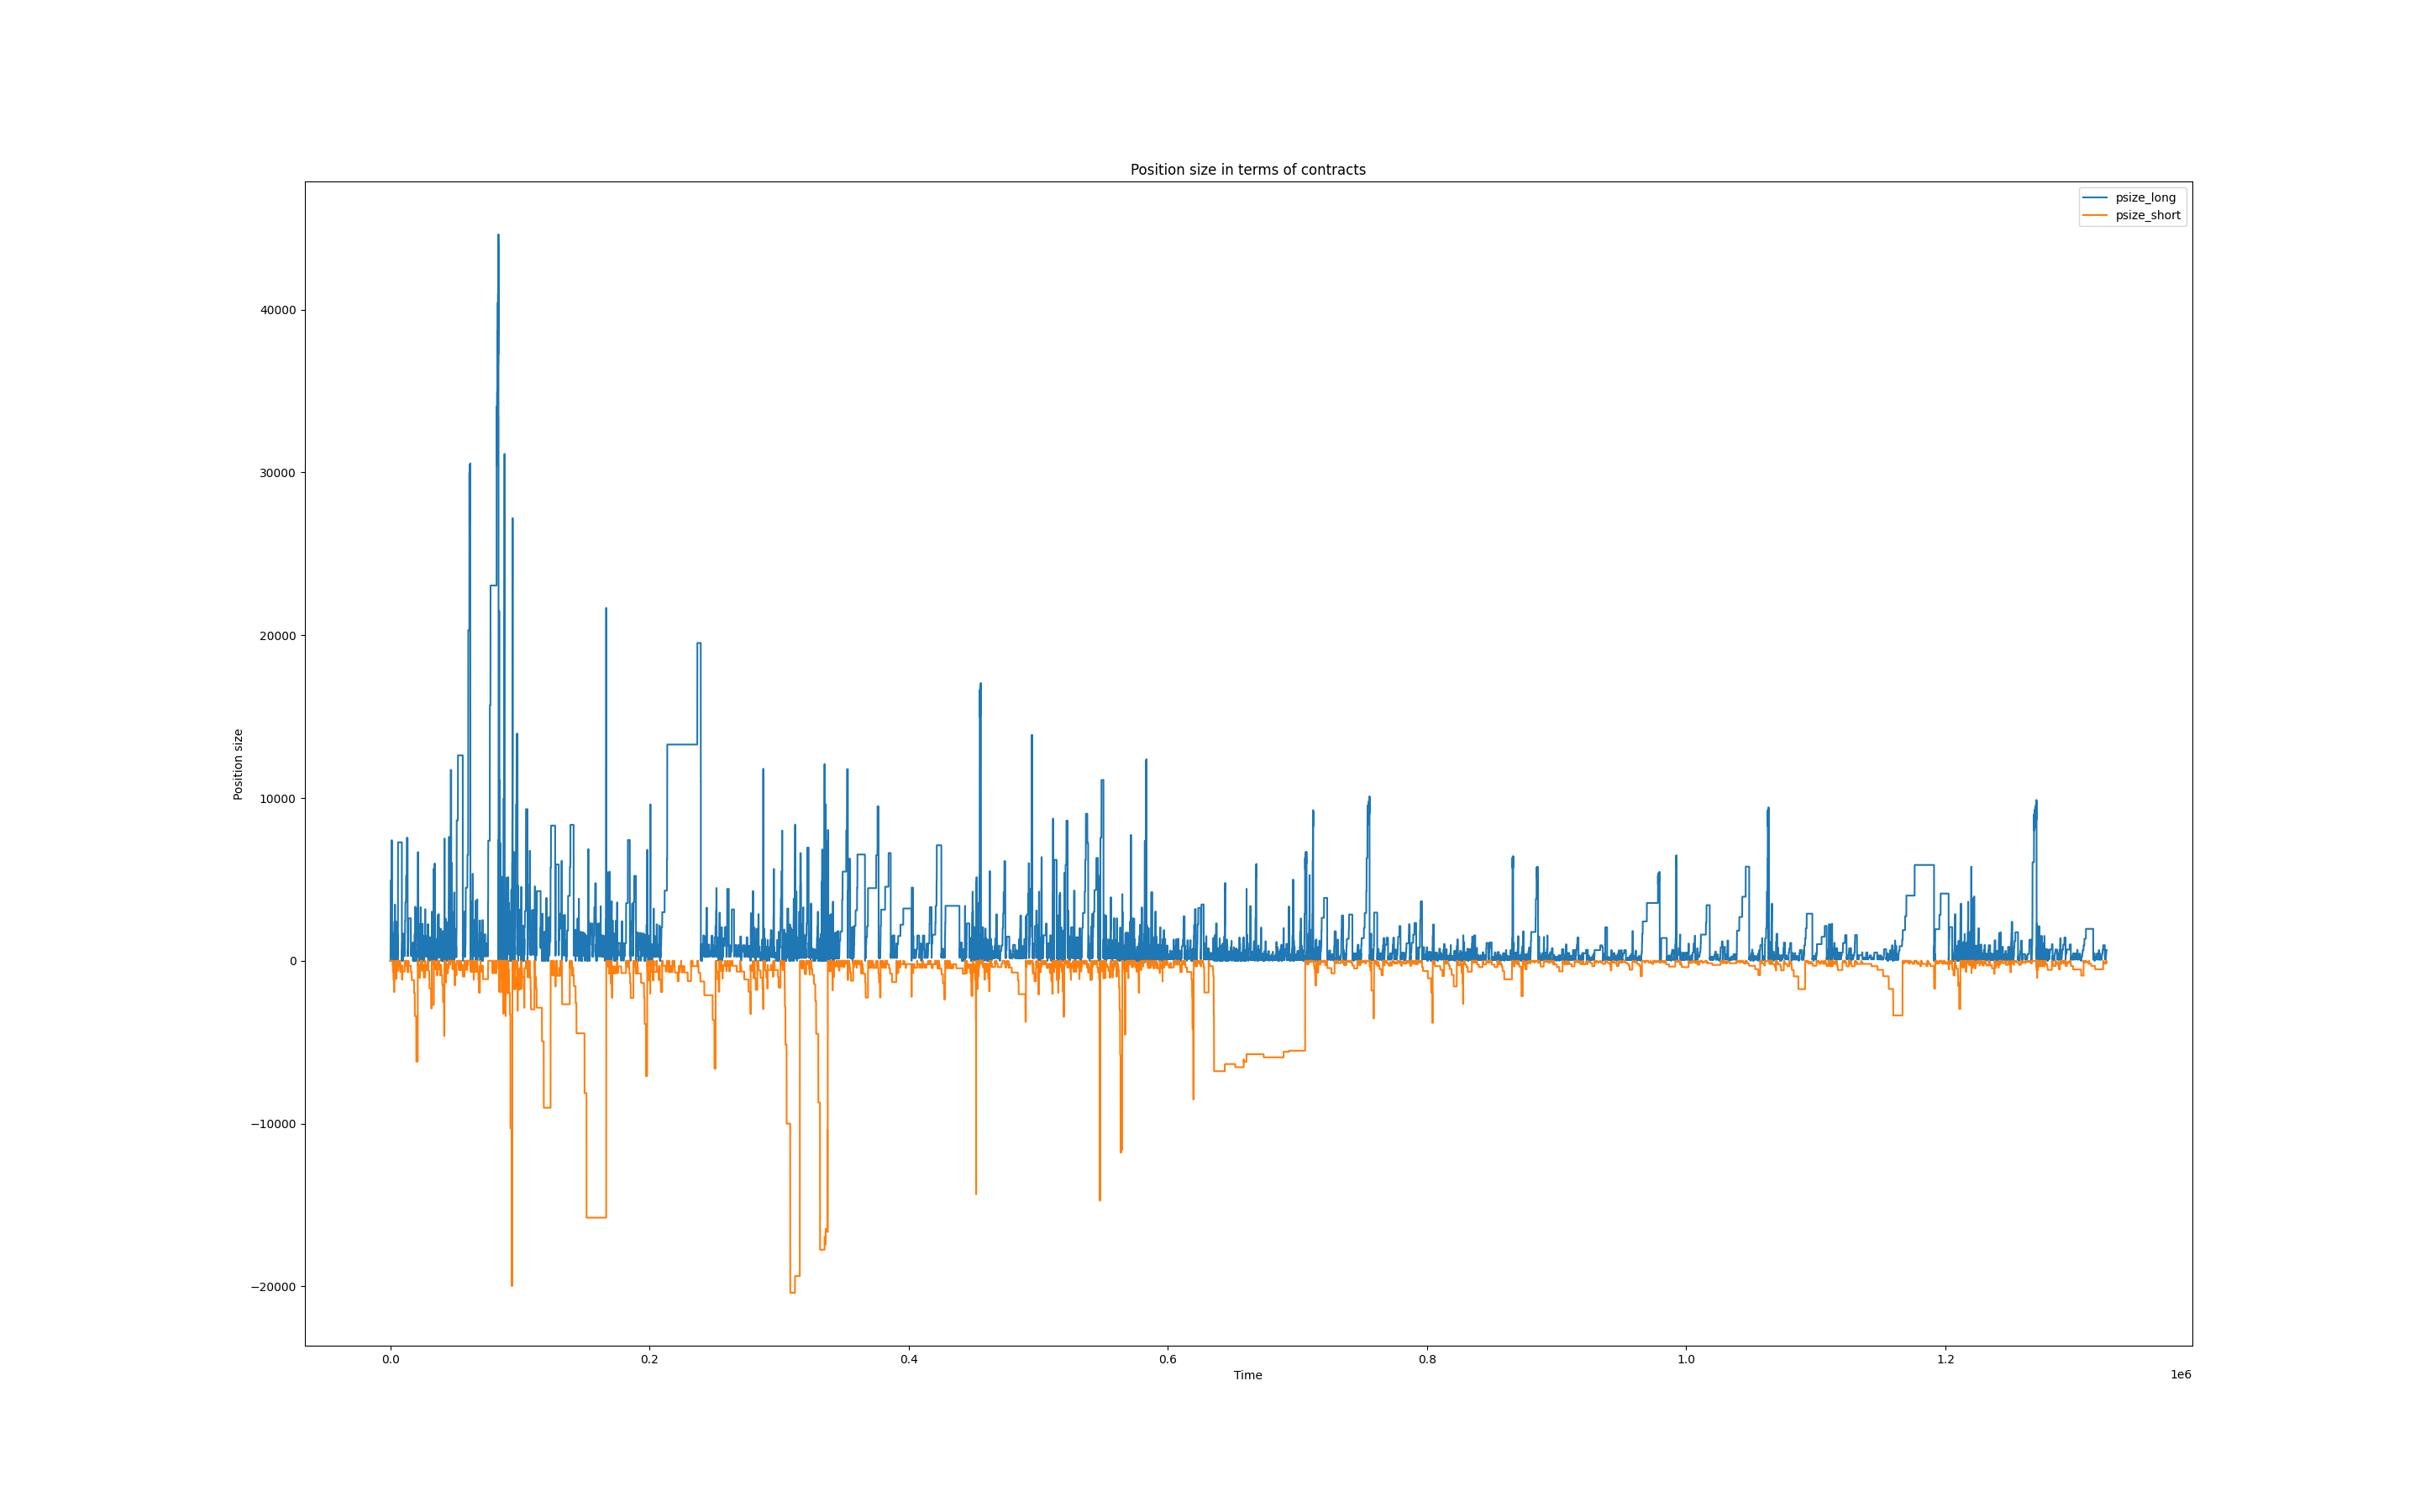 Position size in terms of contracts
psize_long
psize_short
40000
30000
20000
10000
0
−10000
−20000
Position size
0.0 0.2 0.4 0.6 0.8 1.0 1.2
1e6
Time